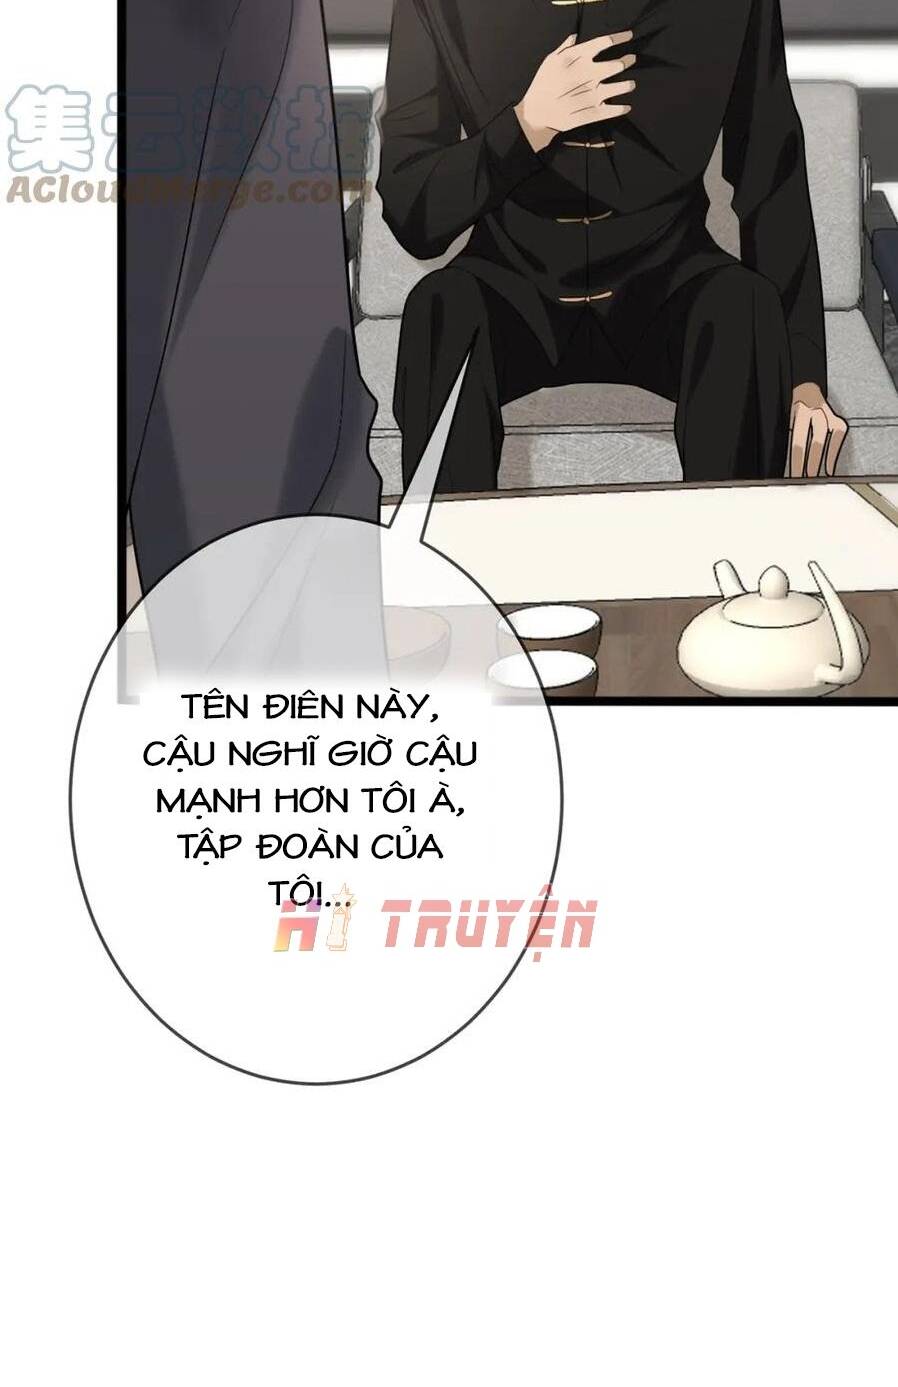 集云数据
ACloudMerge.com
TÊN ĐIÊN NÀY,
CẬU NGHĨ GIỜ CẬU
MẠNH HƠN TÔI À,
TẬP ĐOÀN CỦA
TÔI...
HI TRUYỆN